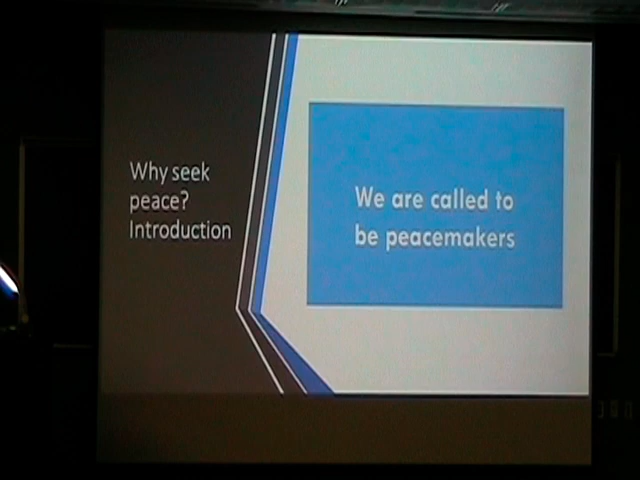 Why seek
peace?
Introduction
We are called to
be peacemakers